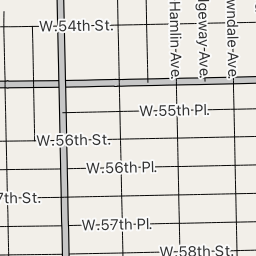 W. 54th St.
Hamlin Ave.
W. 55th Pl.
W. 56th St.
W. 56th Pl.
W. 57th Pl.
W. 58th St.